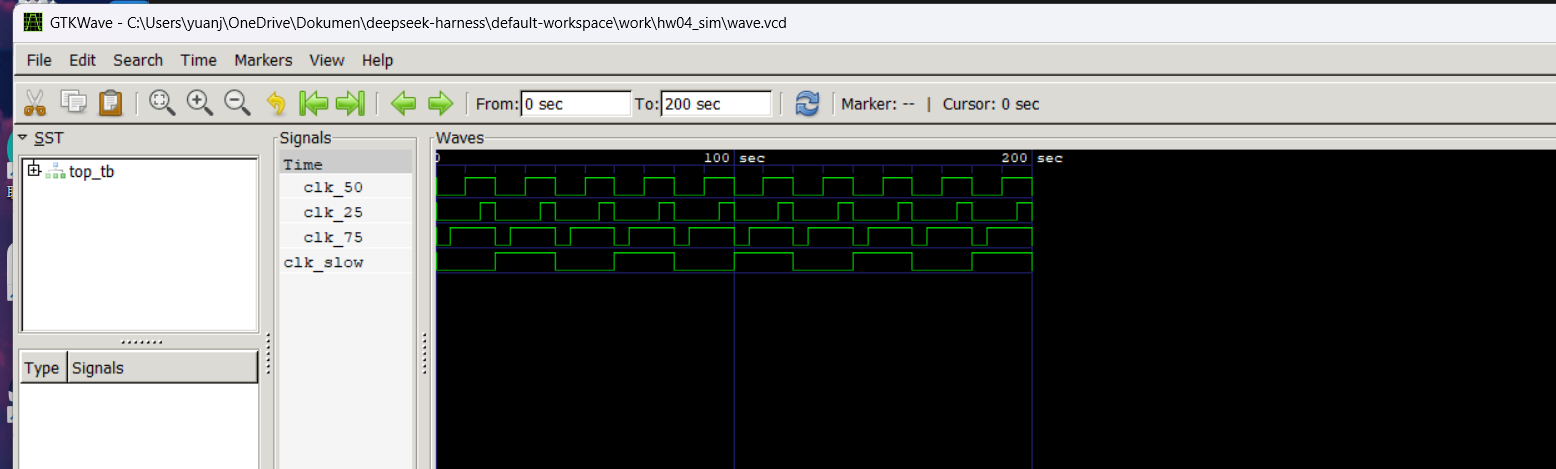 GTKWave - C:\Users\yuanj\OneDrive\Dokumen\deepseek-harness\default-workspace\work\hw04_sim\wave.vcd
File Edit Search Time Markers View Help
From: 0 sec To: 200 sec Marker: -- | Cursor: 0 sec
SST
top_tb
Type Signals
Signals
Time
clk_50
clk_25
clk_75
clk_slow
Waves
0 100 sec 200 sec